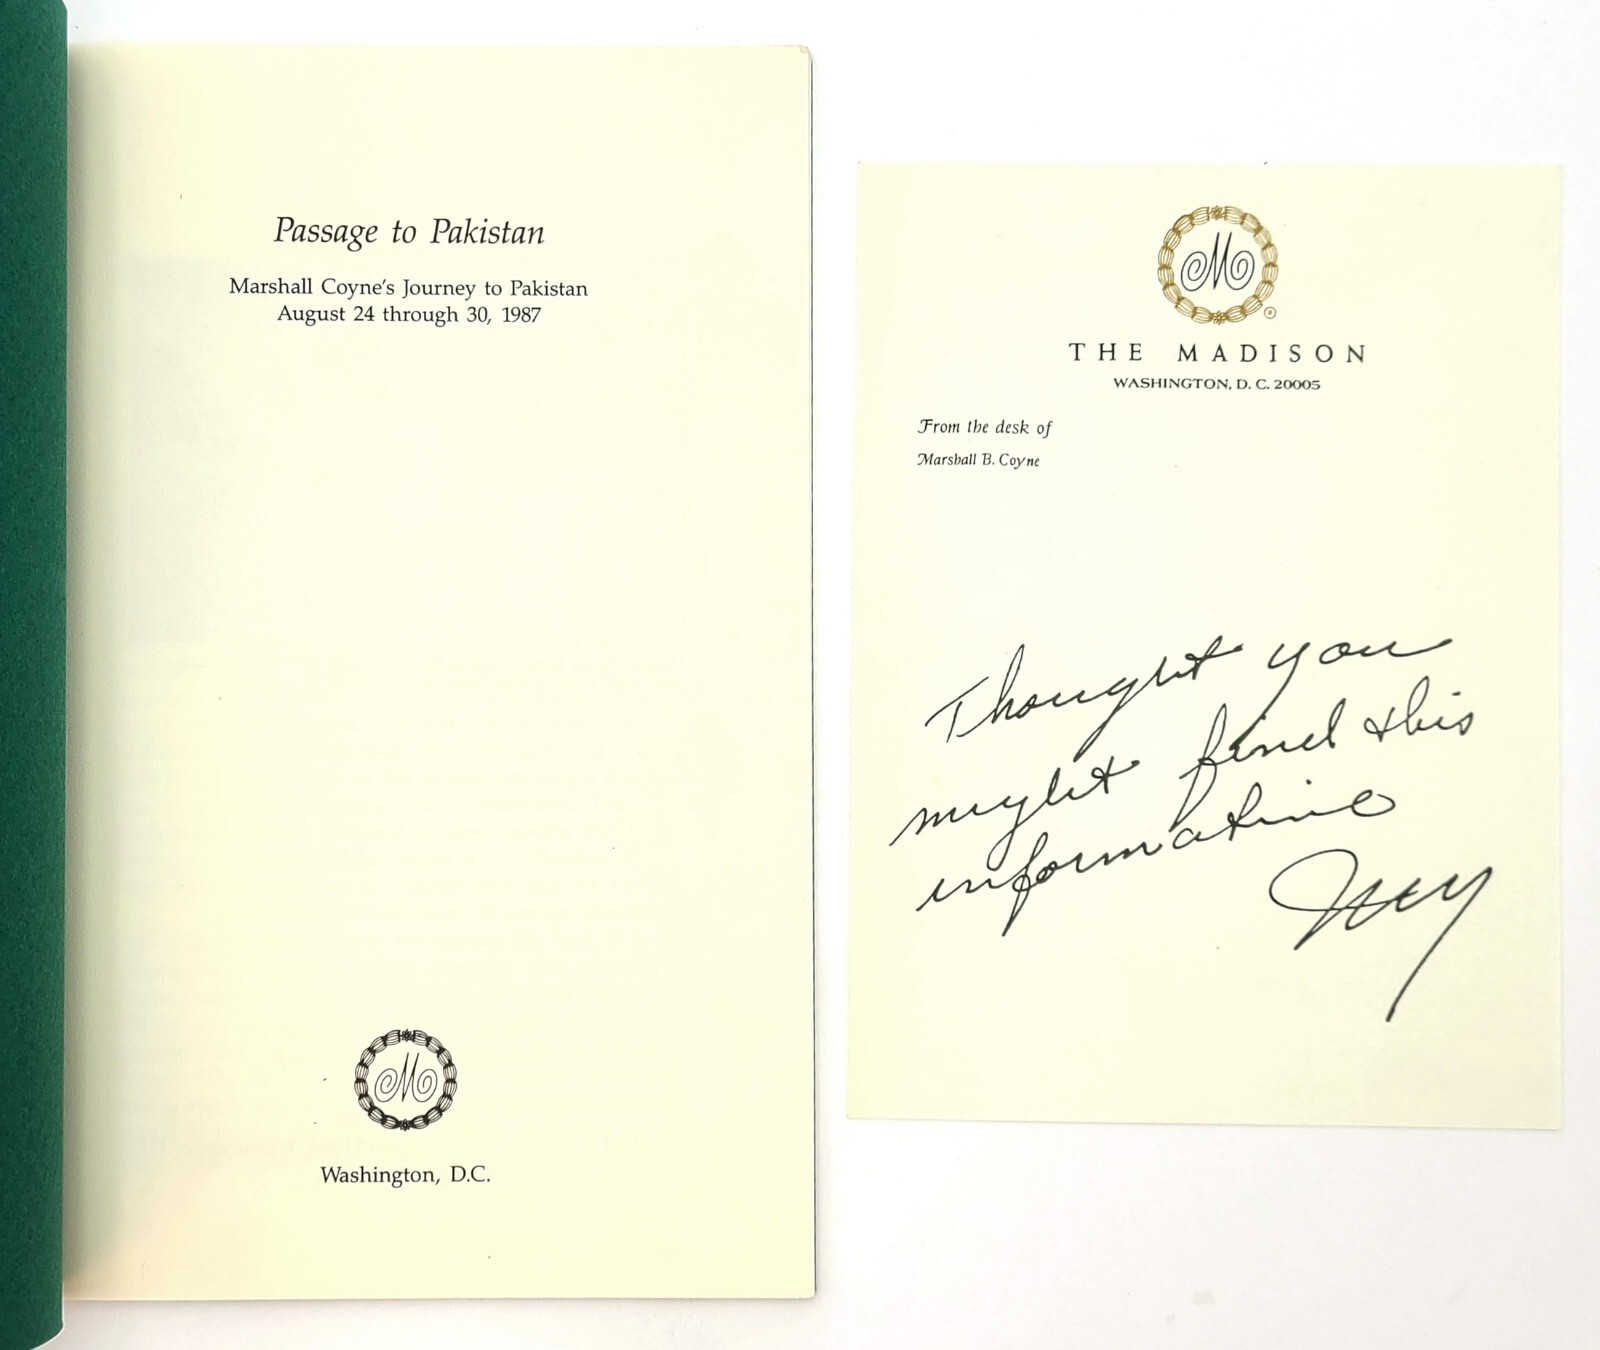 Passage to Pakistan
Marshall Coyne's Journey to Pakistan
August 24 through 30, 1987
M
Washington, D.C.
M
®
THE MADISON
WASHINGTON, D. C. 20005
From the desk of
Marshall B. Coyne
Thought you
might find this
informative